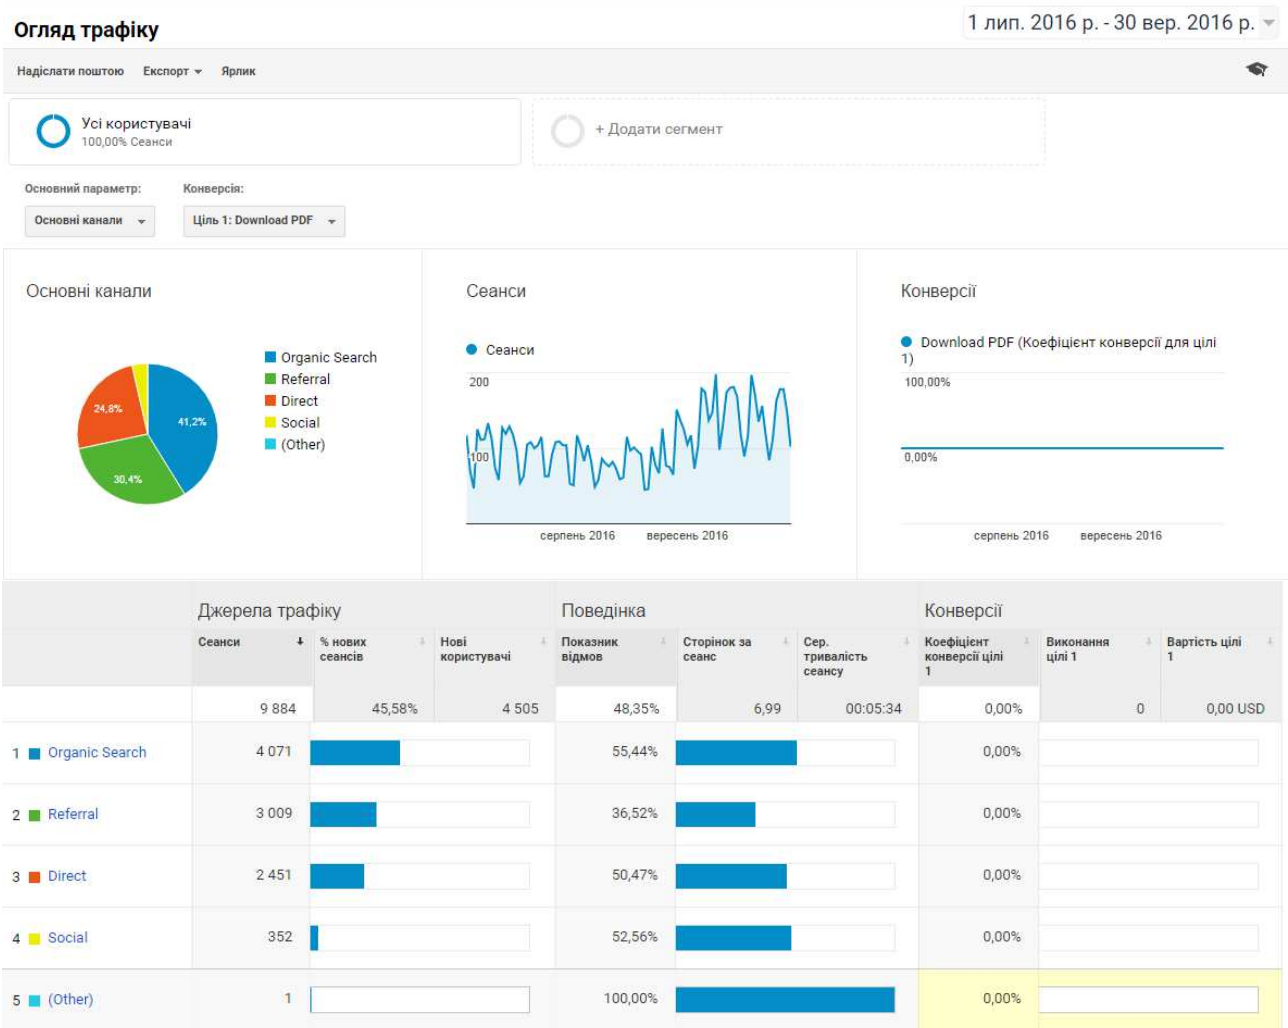 Огляд трафіку
1 лип. 2016 р. - 30 вер. 2016 р.
Надіслати поштою Експорт Ярлик
Усі користувачі
100,00% Сеанси
+ Додати сегмент
Основний параметр: Конверсія:
Основні канали Ціль 1: Download PDF
Основні канали
Organic Search
Referral
Direct
Social
(Other)
24,8%
41,2%
30,4%
Сеанси
Сеанси
200
100
серпень 2016 вересень 2016
Конверсії
Download PDF (Коефіцієнт конверсії для цілі
1)
100,00%
0,00%
серпень 2016 вересень 2016
Джерела трафіку Поведінка Конверсії
Сеанси
% нових
сеансів
Нові
користувачі
Показник
відмов
Сторінок за
сеанс
Сер.
тривалість
сеансу
Коефіцієнт
конверсії цілі
1
Виконання
цілі 1
Вартість цілі
1
9 884 45,58% 4 505 48,35% 6,99 00:05:34 0,00% 0 0,00 USD
1 Organic Search 4 071 55,44% 0,00%
2 Referral 3 009 36,52% 0,00%
3 Direct 2 451 50,47% 0,00%
4 Social 352 52,56% 0,00%
5 (Other) 1 100,00% 0,00%